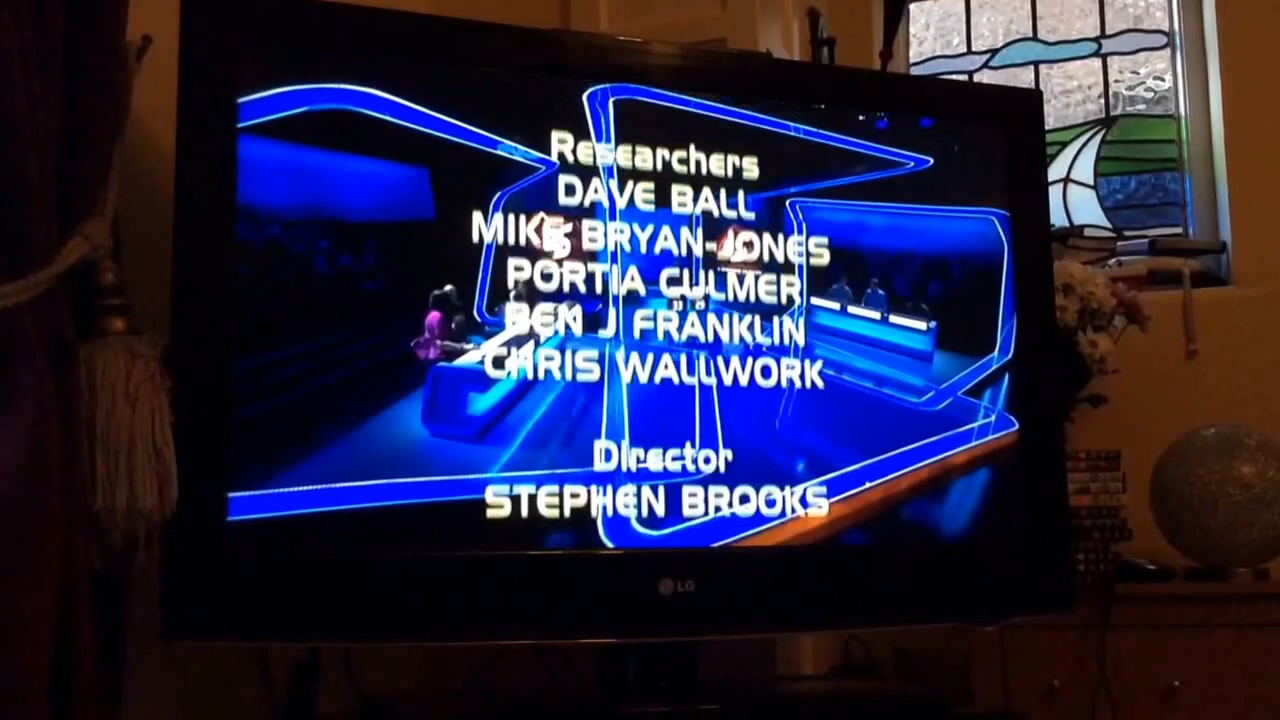 Researchers
DAVE BALL
MIKE BRYAN-JONES
PORTIA CULMER
BEN J FRANKLIN
CHRIS WALLWORK
Director
STEPHEN BROOKS
LG